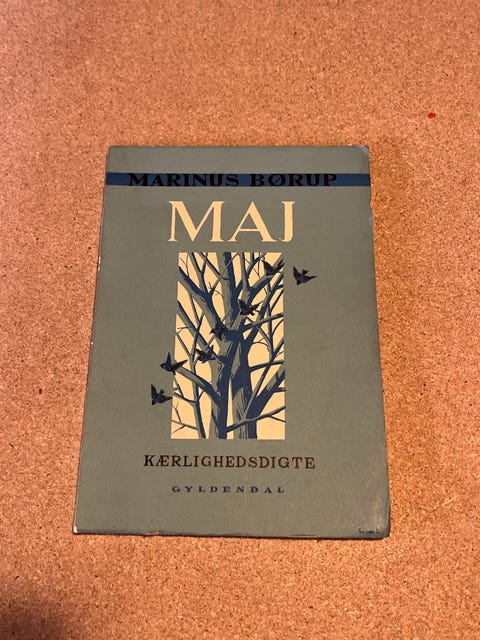 MARINUS BØRUP
MAJ
KÆRLIGHEDSDIGTE
GYLDENDAL